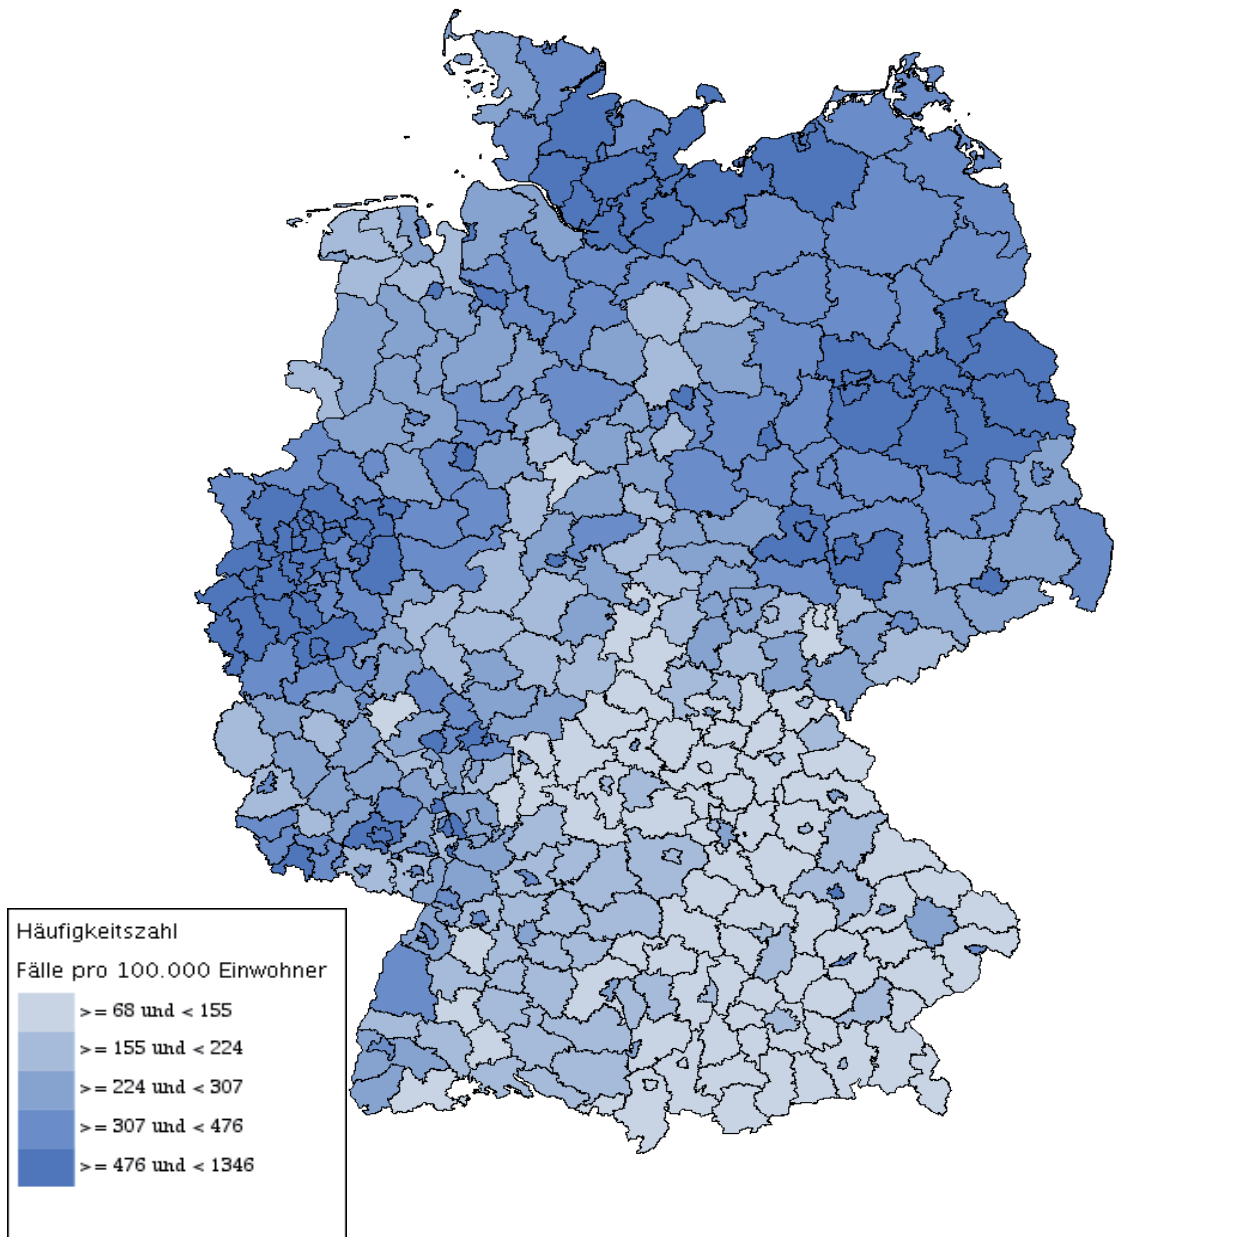 Häufigkeitszahl
Fälle pro 100.000 Einwohner
>= 68 und < 155
>= 155 und < 224
>= 224 und < 307
>= 307 und < 476
>= 476 und < 1346